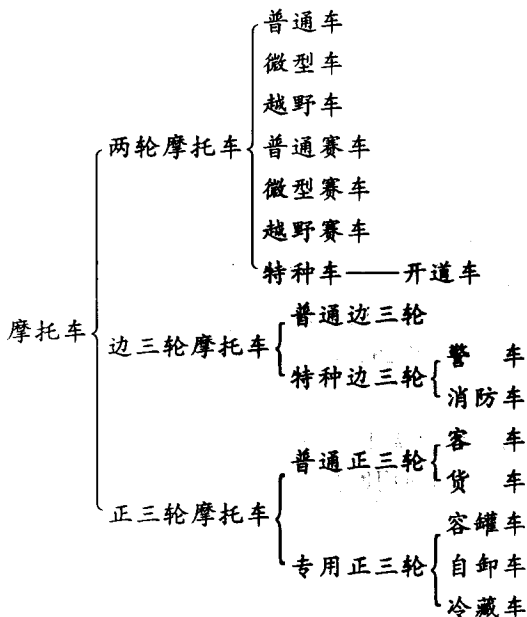 普通车
微型车
越野车
两轮摩托车
普通赛车
微型赛车
越野赛车
特种车——开道车
普通边三轮
摩托车
边三轮摩托车
警 车
特种边三轮
消防车
客 车
普通正三轮
货 车
正三轮摩托车
容罐车
专用正三轮
自卸车
冷藏车